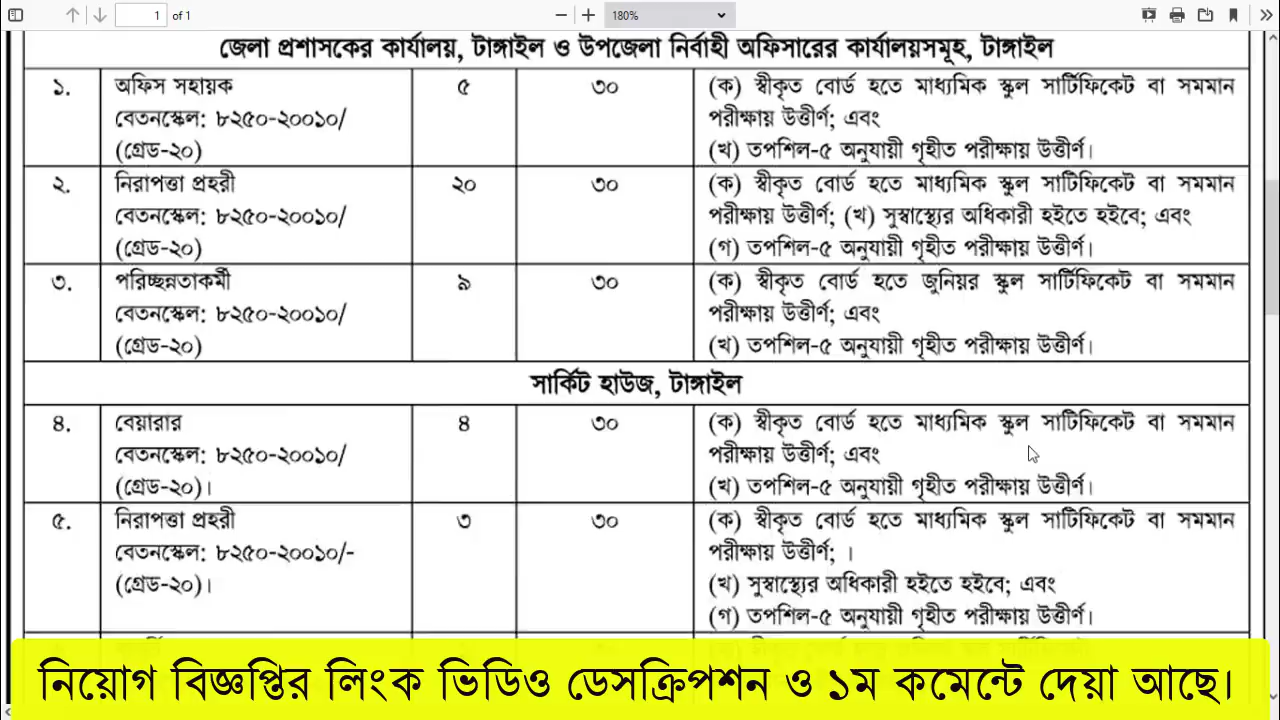 1 of 1 180%
জেলা প্রশাসকের কার্যালয়, টাঙ্গাইল ও উপজেলা নির্বাহী অফিসারের কার্যালয়সমূহ, টাঙ্গাইল
১. অফিস সহায়ক ৫ ৩০ (ক) স্বীকৃত বোর্ড হতে মাধ্যমিক স্কুল সার্টিফিকেট বা সমমান
বেতনস্কেল: ৮২৫০-২০০১০/ পরীক্ষায় উত্তীর্ণ; এবং
(গ্রেড-২০) (খ) তপশিল-৫ অনুযায়ী গৃহীত পরীক্ষায় উত্তীর্ণ।
২. নিরাপত্তা প্রহরী ২০ ৩০ (ক) স্বীকৃত বোর্ড হতে মাধ্যমিক স্কুল সার্টিফিকেট বা সমমান
বেতনস্কেল: ৮২৫০-২০০১০/ পরীক্ষায় উত্তীর্ণ; (খ) সুস্বাস্থ্যের অধিকারী হইতে হইবে; এবং
(গ্রেড-২০) (গ) তপশিল-৫ অনুযায়ী গৃহীত পরীক্ষায় উত্তীর্ণ।
৩. পরিচ্ছন্নতাকর্মী ৯ ৩০ (ক) স্বীকৃত বোর্ড হতে জুনিয়র স্কুল সার্টিফিকেট বা সমমান
বেতনস্কেল: ৮২৫০-২০০১০/ পরীক্ষায় উত্তীর্ণ; এবং
(গ্রেড-২০) (খ) তপশিল-৫ অনুযায়ী গৃহীত পরীক্ষায় উত্তীর্ণ।
সার্কিট হাউজ, টাঙ্গাইল
৪. বেয়ারার ৪ ৩০ (ক) স্বীকৃত বোর্ড হতে মাধ্যমিক স্কুল সার্টিফিকেট বা সমমান
বেতনস্কেল: ৮২৫০-২০০১০/ পরীক্ষায় উত্তীর্ণ; এবং
(গ্রেড-২০)। (খ) তপশিল-৫ অনুযায়ী গৃহীত পরীক্ষায় উত্তীর্ণ।
৫. নিরাপত্তা প্রহরী ৩ ৩০ (ক) স্বীকৃত বোর্ড হতে মাধ্যমিক স্কুল সার্টিফিকেট বা সমমান
বেতনস্কেল: ৮২৫০-২০০১০/- পরীক্ষায় উত্তীর্ণ; ।
(গ্রেড-২০)। (খ) সুস্বাস্থ্যের অধিকারী হইতে হইবে; এবং
(গ) তপশিল-৫ অনুযায়ী গৃহীত পরীক্ষায় উত্তীর্ণ।
নিয়োগ বিজ্ঞপ্তির লিংক ভিডিও ডেসক্রিপশন ও ১ম কমেন্টে দেয়া আছে।